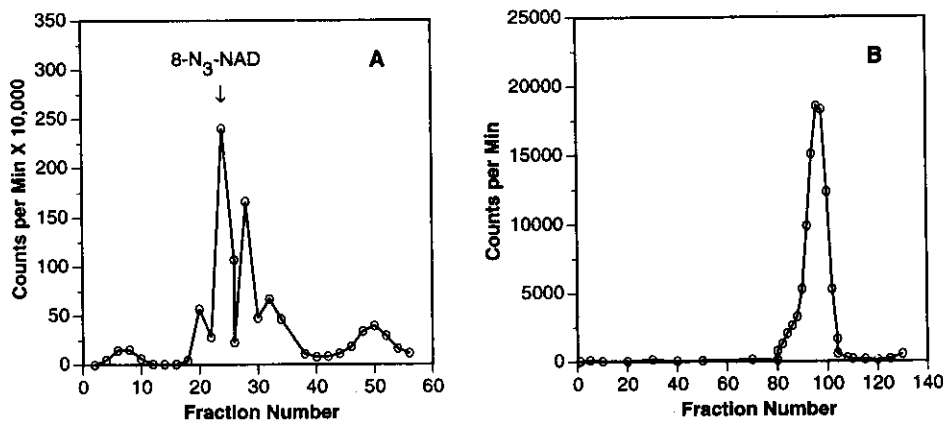 350
300
250
200
150
100
50
0
Counts per Min X 10,000
8-N3-NAD
↓
A
0 10 20 30 40 50 60
Fraction Number
25000
20000
15000
10000
5000
0
Counts per Min
B
0 20 40 60 80 100 120 140
Fraction Number